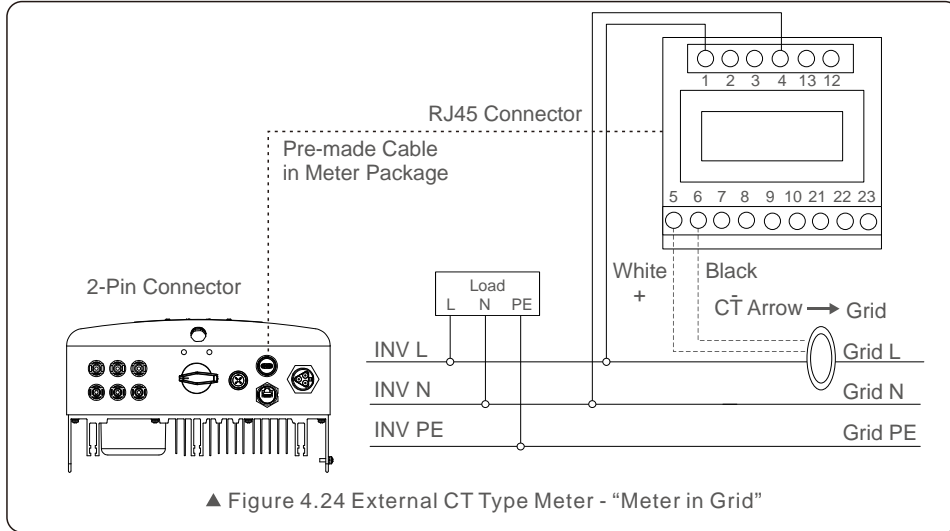 1 2 3 4 13 12
RJ45 Connector
Pre-made Cable
in Meter Package
5 6 7 8 9 10 21 22 23
White
+
Black
-
2-Pin Connector
Load
L N PE
CT Arrow → Grid
INV L
Grid L
INV N
Grid N
INV PE
Grid PE
▲ Figure 4.24 External CT Type Meter - “Meter in Grid”